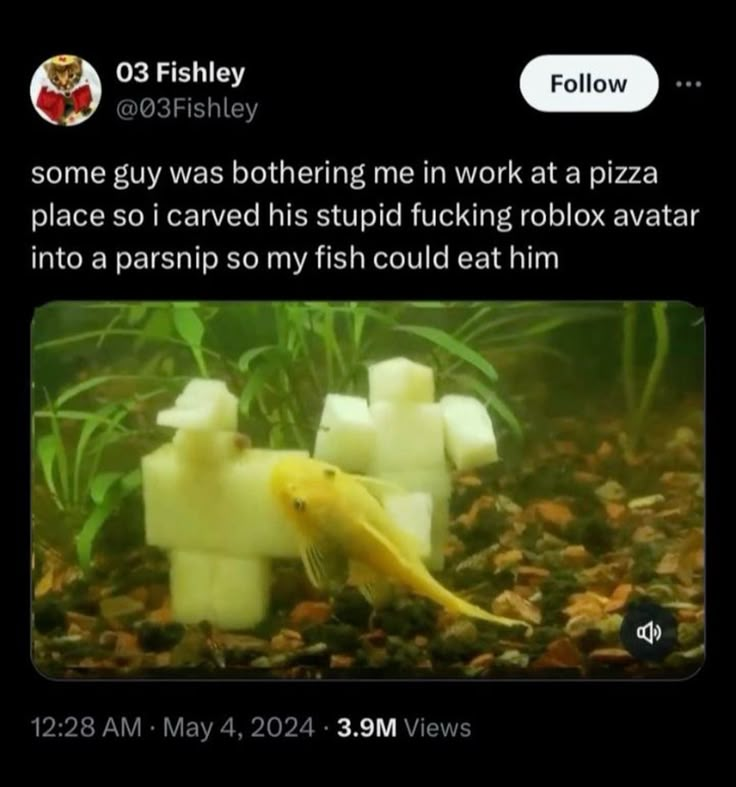 03 Fishley
@03Fishley
Follow
some guy was bothering me in work at a pizza
place so i carved his stupid fucking roblox avatar
into a parsnip so my fish could eat him
12:28 AM · May 4, 2024 · 3.9M Views